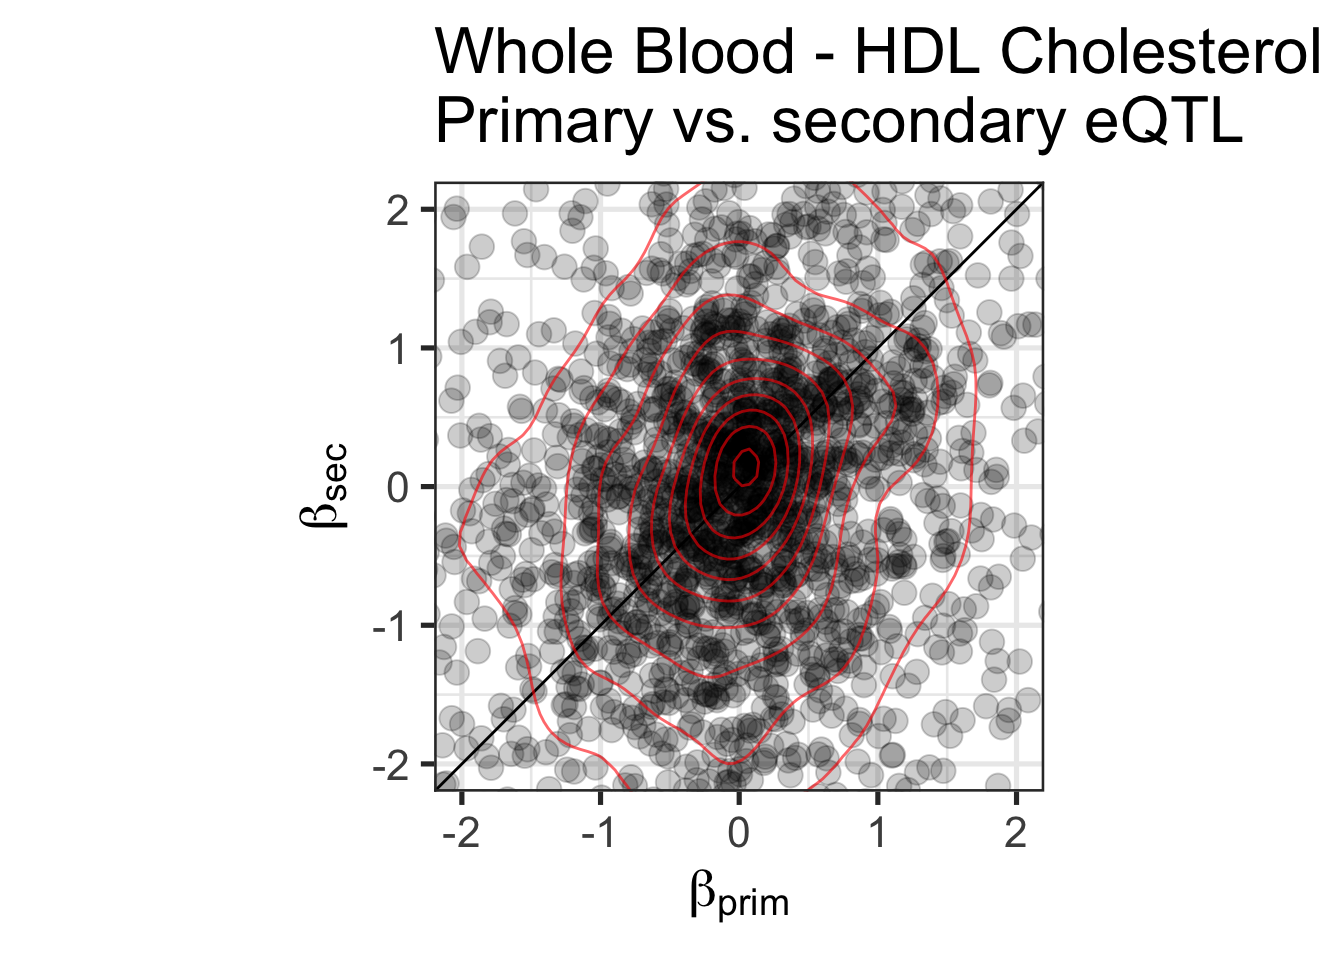 Whole Blood - HDL Cholesterol
Primary vs. secondary eQTL
2
1
0
-1
-2
βsec
-2 -1 0 1 2
βprim